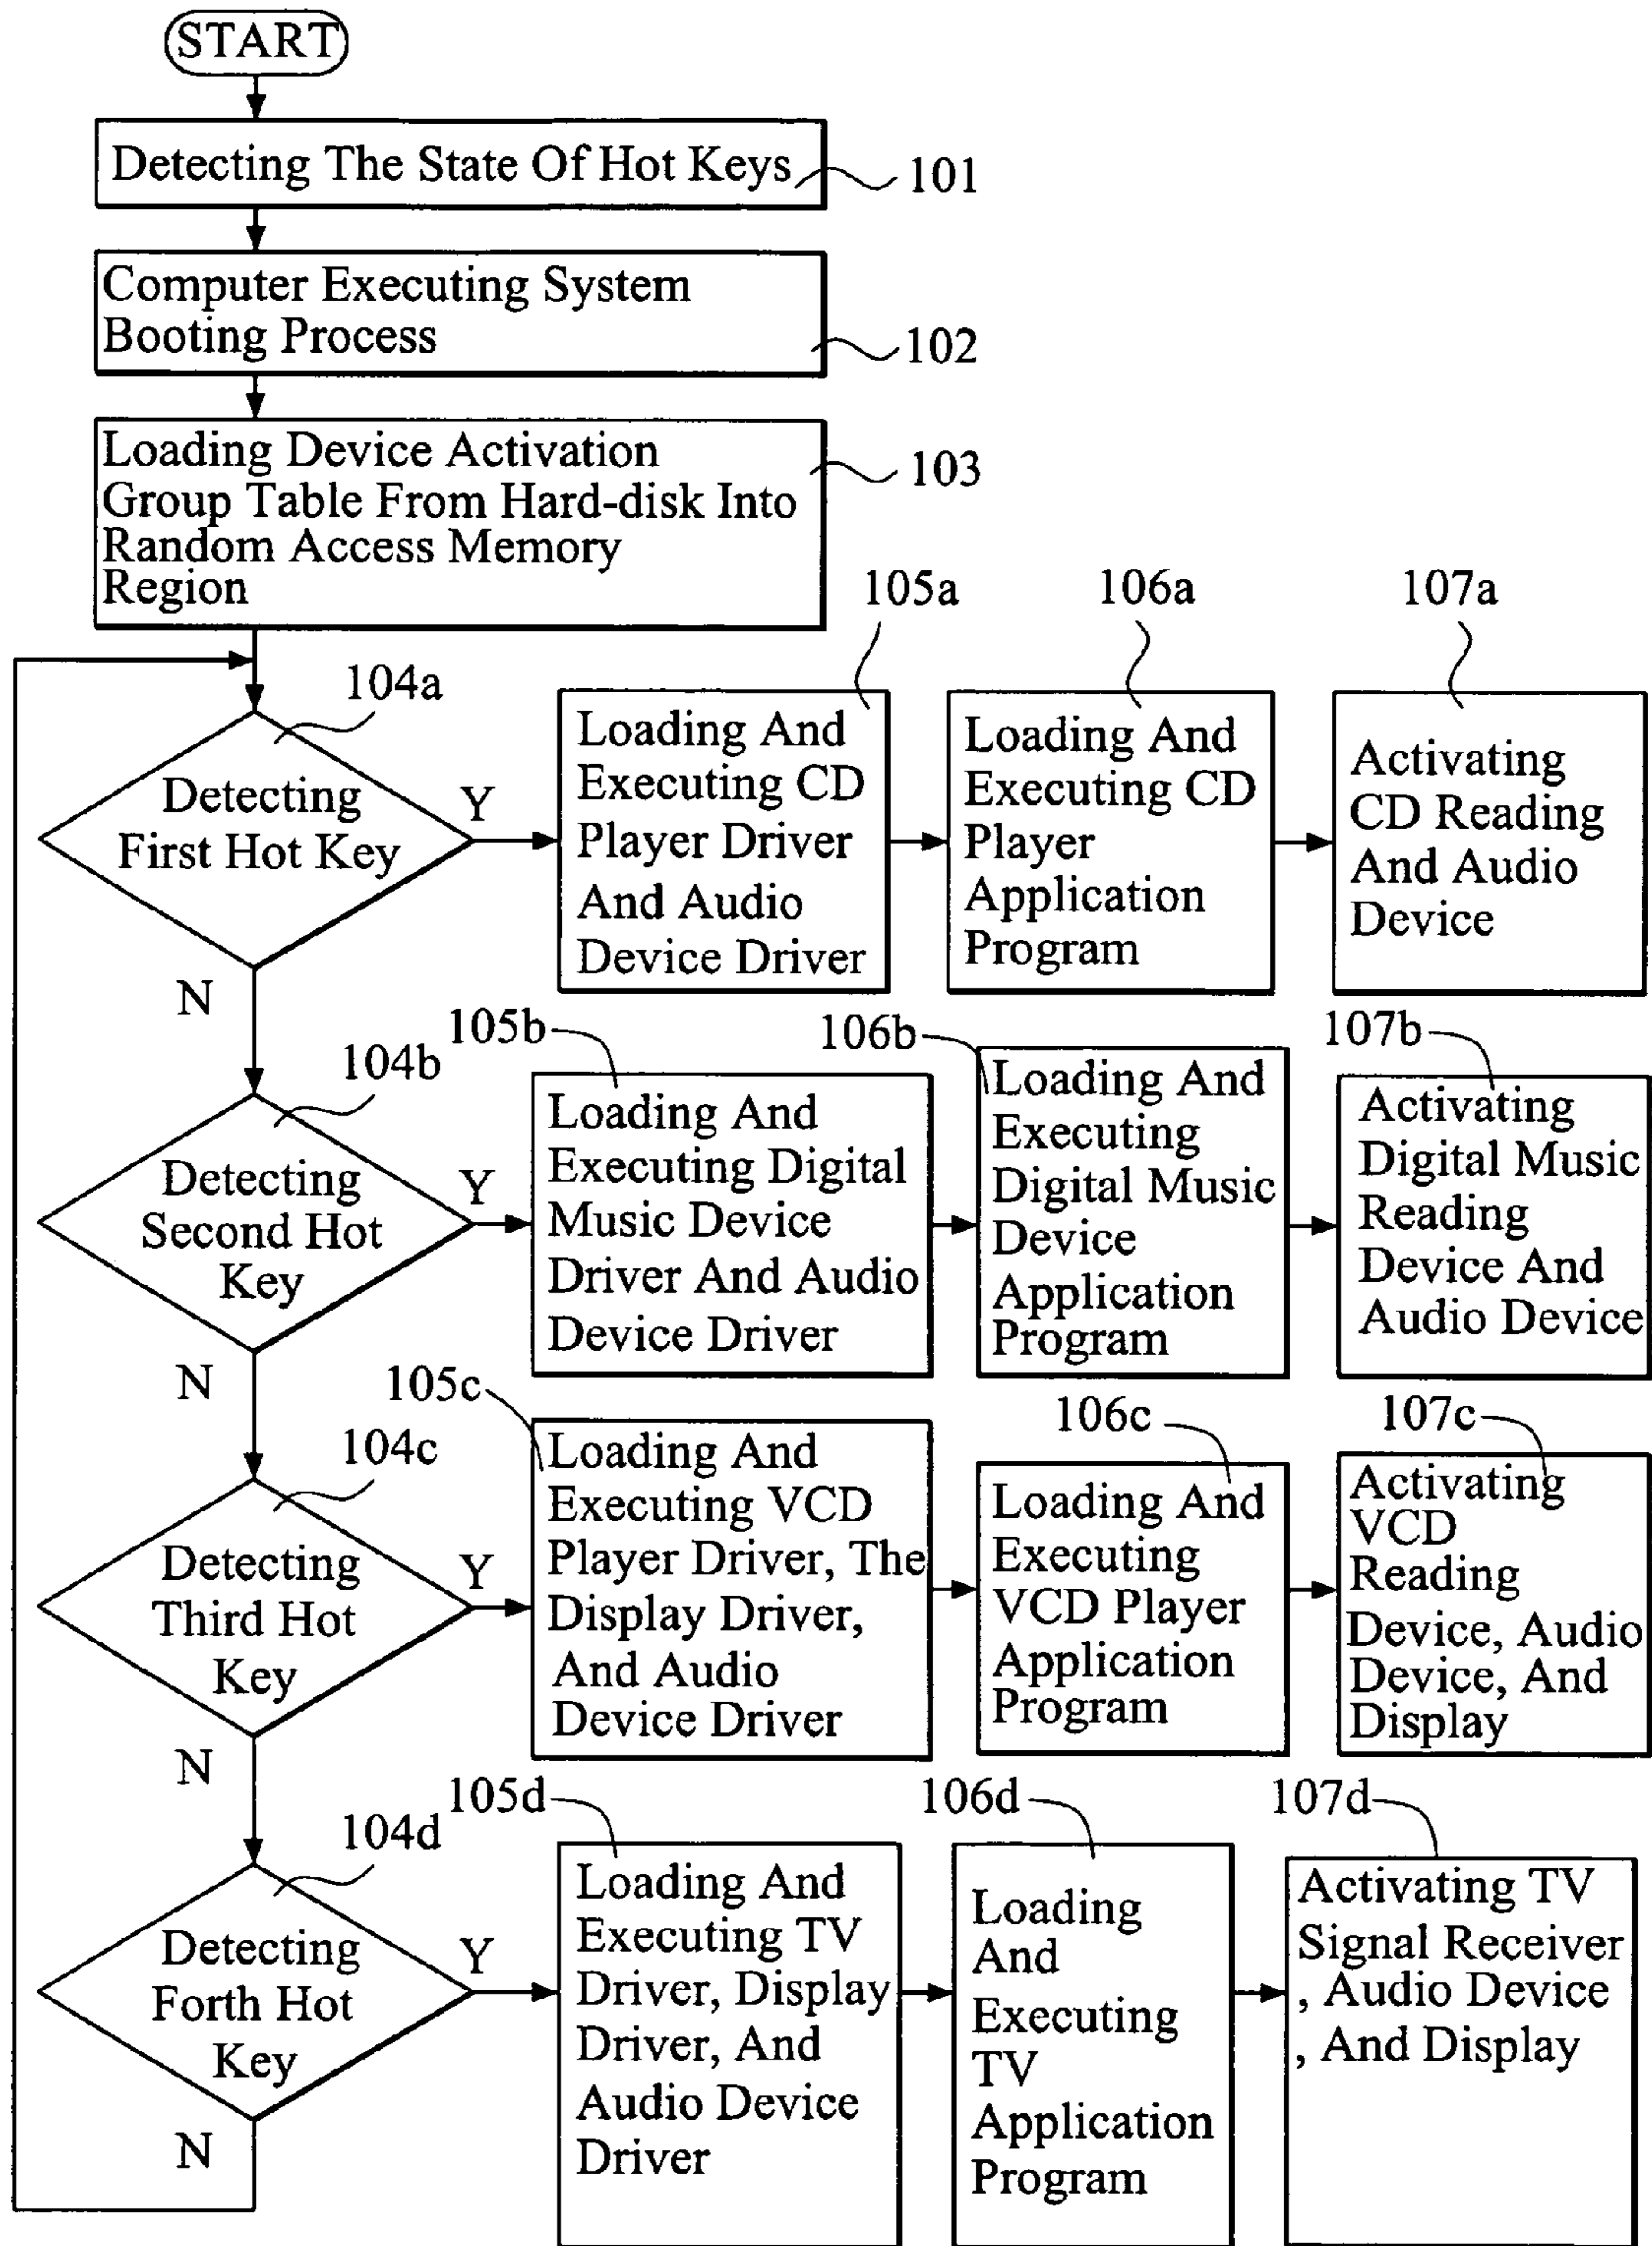 START
Detecting The State Of Hot Keys
101
Computer Executing System
Booting Process
102
Loading Device Activation
Group Table From Hard-disk Into
Random Access Memory
Region
103
104a
Detecting
First Hot Key
Y
N
105a
Loading And
Executing CD
Player Driver
And Audio
Device Driver
106a
Loading And
Executing CD
Player
Application
Program
107a
Activating
CD Reading
And Audio
Device
104b
Detecting
Second Hot
Key
Y
N
105b
Loading And
Executing Digital
Music Device
Driver And Audio
Device Driver
106b
Loading And
Executing
Digital Music
Device
Application
Program
107b
Activating
Digital Music
Reading
Device And
Audio Device
104c
Detecting
Third Hot
Key
Y
N
105c
Loading And
Executing VCD
Player Driver, The
Display Driver,
And Audio
Device Driver
106c
Loading And
Executing
VCD Player
Application
Program
107c
Activating
VCD
Reading
Device, Audio
Device, And
Display
104d
Detecting
Forth Hot
Key
Y
N
105d
Loading And
Executing TV
Driver, Display
Driver, And
Audio Device
Driver
106d
Loading
And
Executing
TV
Application
Program
107d
Activating TV
Signal Receiver
, Audio Device
, And Display